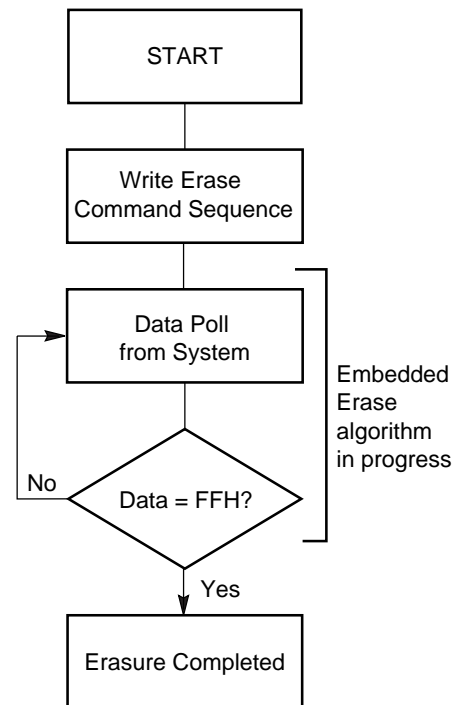 START
Write Erase
Command Sequence
Data Poll
from System
Embedded
Erase
algorithm
in progress
No
Data = FFH?
Yes
Erasure Completed